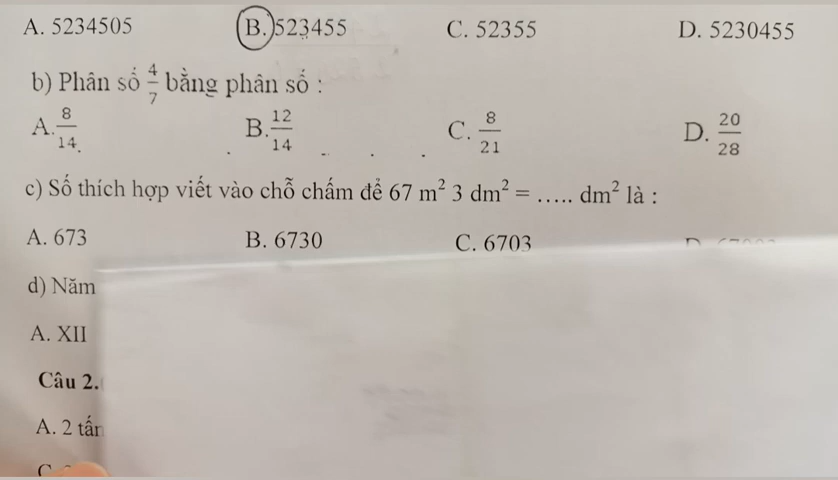 A. 5234505 B. 523455 C. 52355 D. 5230455
b) Phân số 4/7 bằng phân số :
A. 8/14 B. 12/14 C. 8/21 D. 20/28
c) Số thích hợp viết vào chỗ chấm để 67 m² 3 dm² = ..... dm² là :
A. 673 B. 6730 C. 6703
d) Năm
A. XII
Câu 2.
A. 2 tấn